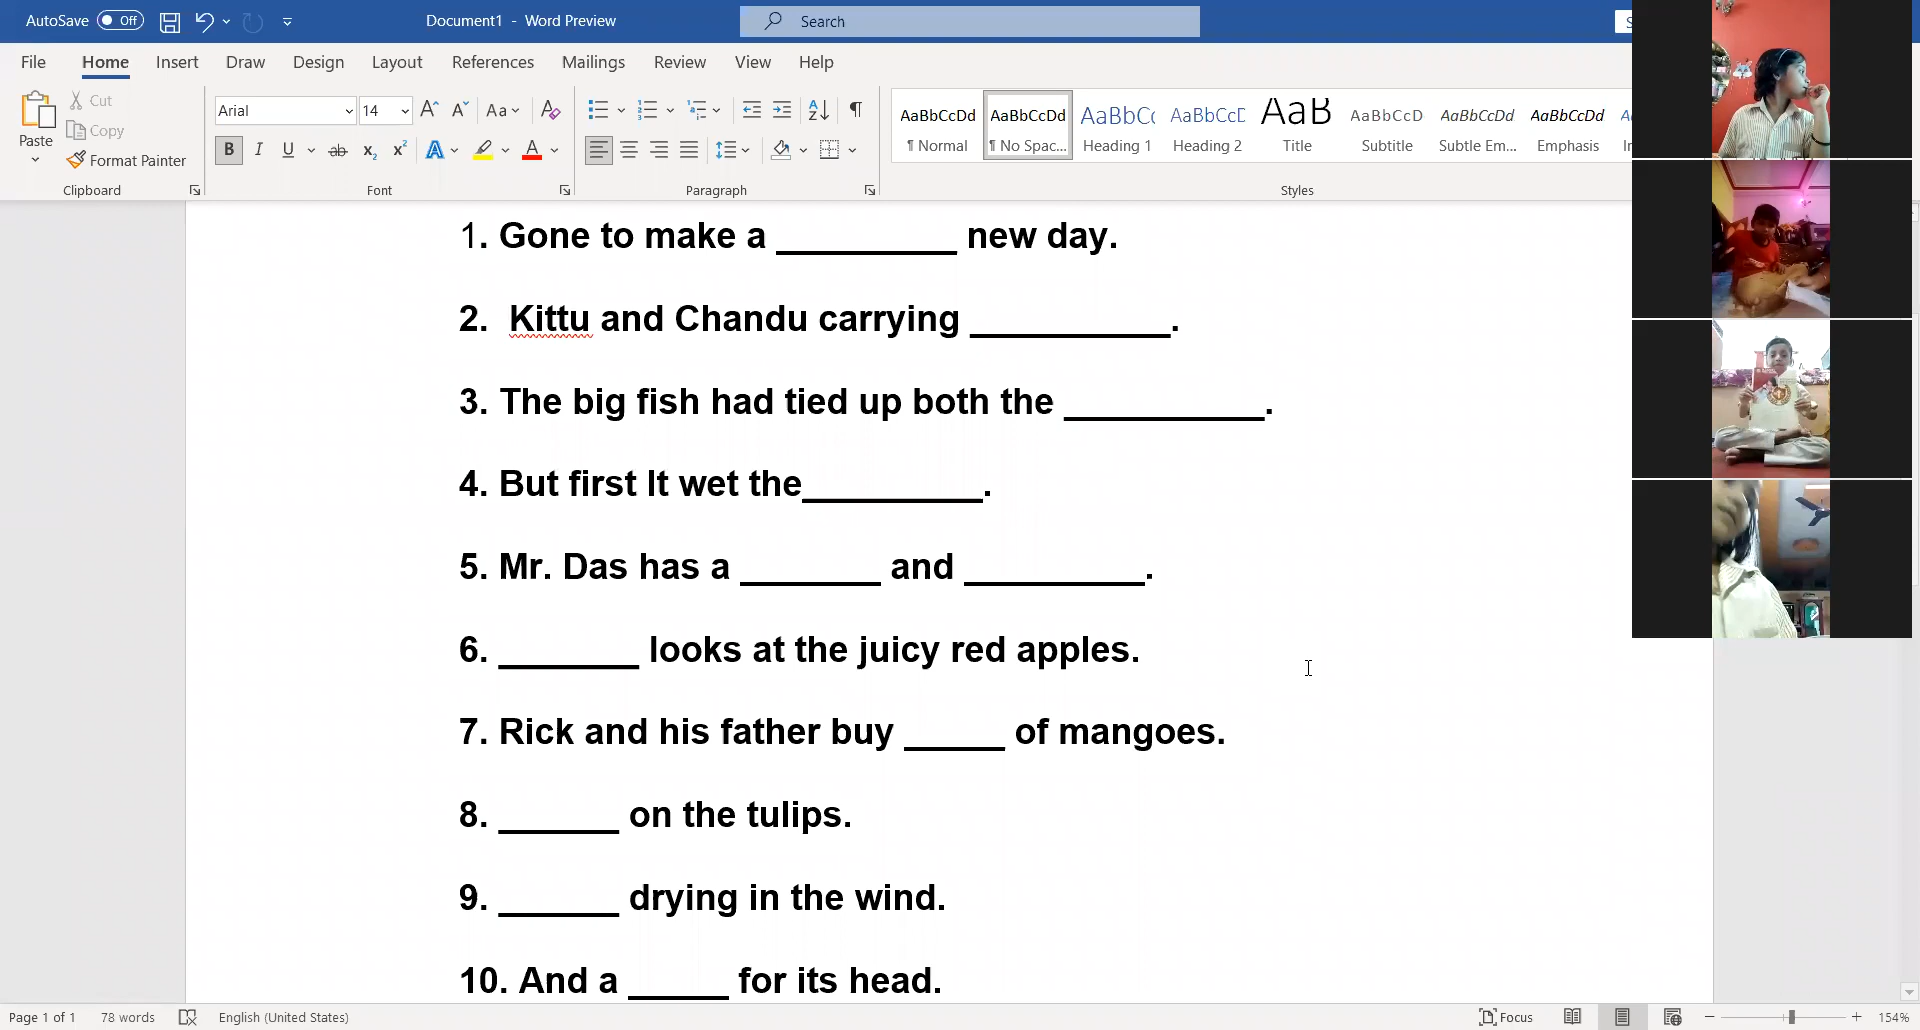 AutoSave Off Document1 - Word Preview Search
File Home Insert Draw Design Layout References Mailings Review View Help
Paste Cut Copy Format Painter
Arial 14
AaBbCcDd AaBbCcDd AaBbCc AaBbCcD AaB AaBbCcD AaBbCcDd AaBbCcDd
¶ Normal ¶ No Spac... Heading 1 Heading 2 Title Subtitle Subtle Em... Emphasis
Clipboard Font Paragraph Styles
1. Gone to make a _________ new day.
2. Kittu and Chandu carrying __________.
3. The big fish had tied up both the __________.
4. But first It wet the_________.
5. Mr. Das has a _______ and _________.
6. _______ looks at the juicy red apples.
7. Rick and his father buy _____ of mangoes.
8. ______ on the tulips.
9. ______ drying in the wind.
10. And a _____ for its head.
Page 1 of 1 78 words English (United States) Focus 154%